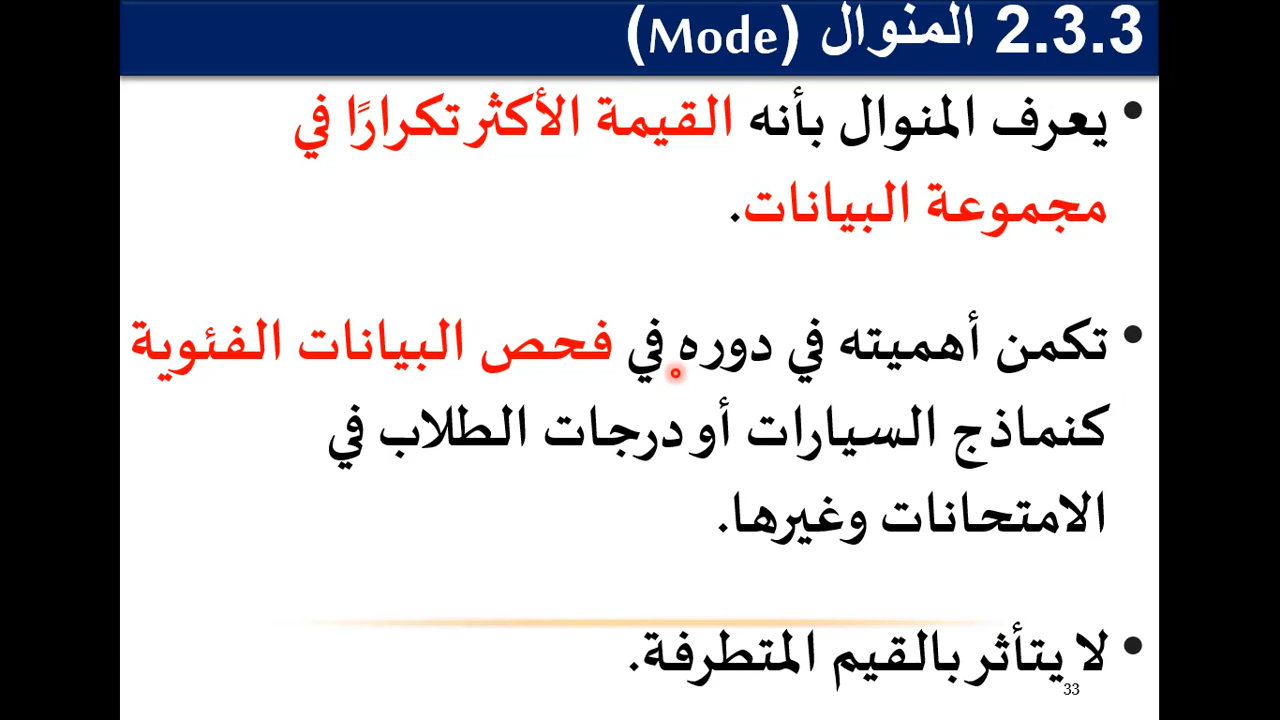 2.3.3 المنوال (Mode)
• يعرف المنوال بأنه القيمة الأكثر تكرارًا في
مجموعة البيانات.
• تكمن أهميته في دوره في فحص البيانات الفئوية
كنماذج السيارات أو درجات الطلاب في
الامتحانات وغيرها.
• لا يتأثر بالقيم المتطرفة.
33